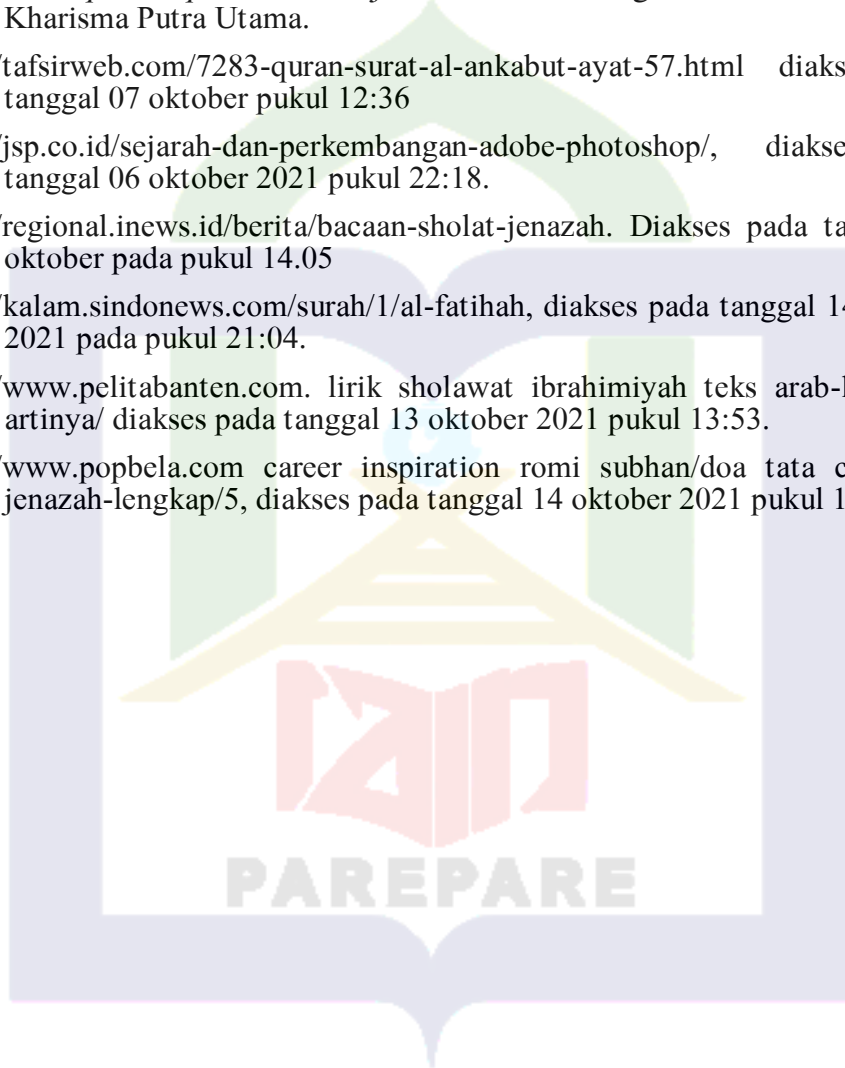 Kharisma Putra Utama.
/tafsirweb.com/7283-quran-surat-al-ankabut-ayat-57.html diaks
tanggal 07 oktober pukul 12:36
/jsp.co.id/sejarah-dan-perkembangan-adobe-photoshop/, diakse
tanggal 06 oktober 2021 pukul 22:18.
/regional.inews.id/berita/bacaan-sholat-jenazah. Diakses pada ta
oktober pada pukul 14.05
/kalam.sindonews.com/surah/1/al-fatihah, diakses pada tanggal 14
2021 pada pukul 21:04.
/www.pelitabanten.com. lirik sholawat ibrahimiyah teks arab-l
artinya/ diakses pada tanggal 13 oktober 2021 pukul 13:53.
/www.popbela.com career inspiration romi subhan/doa tata c
jenazah-lengkap/5, diakses pada tanggal 14 oktober 2021 pukul 1
PAREPARE